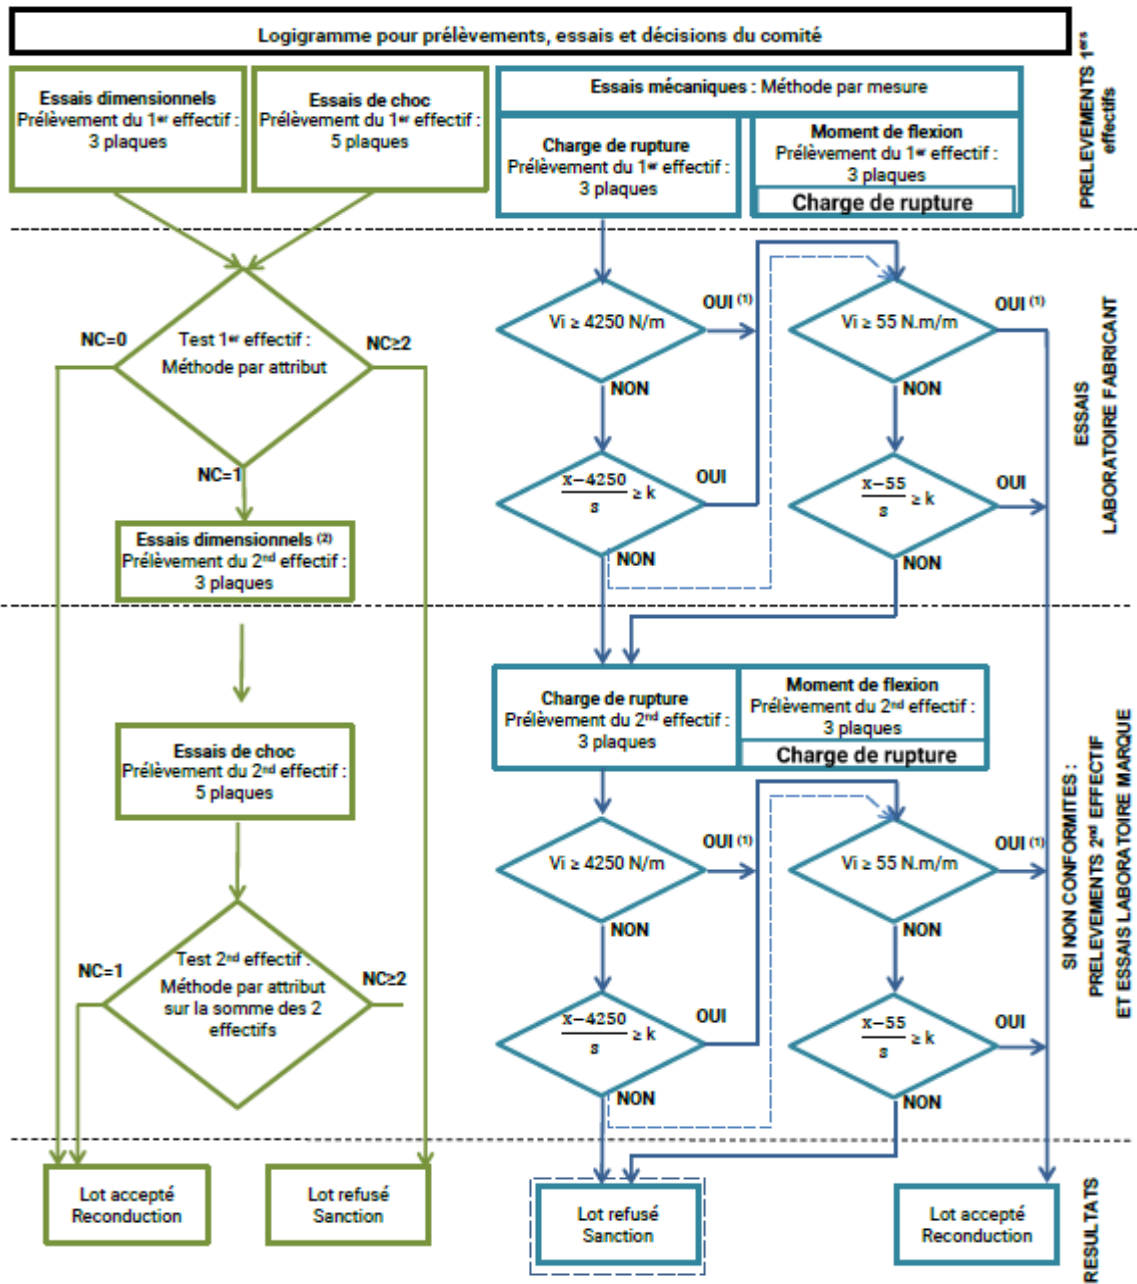 Logigramme pour prélèvements, essais et décisions du comité
PRELEVEMENTS 1ers
effectifs
Essais dimensionnels
Prélèvement du 1er effectif :
3 plaques
Essais de choc
Prélèvement du 1er effectif :
5 plaques
Essais mécaniques : Méthode par mesure
Charge de rupture
Prélèvement du 1er effectif :
3 plaques
Moment de flexion
Prélèvement du 1er effectif :
3 plaques
Charge de rupture
ESSAIS
LABORATOIRE FABRICANT
NC=0
Test 1er effectif :
Méthode par attribut
NC≥2
NC=1
Essais dimensionnels (2)
Prélèvement du 2nd effectif :
3 plaques
Vi ≥ 4250 N/m
OUI (1)
NON
x−4250
s
≥ k
OUI
NON
Vi ≥ 55 N.m/m
OUI (1)
NON
x−55
s
≥ k
OUI
NON
SI NON CONFORMITES :
PRELEVEMENTS 2nd EFFECTIF
ET ESSAIS LABORATOIRE MARQUE
Essais de choc
Prélèvement du 2nd effectif :
5 plaques
NC=1
Test 2nd effectif :
Méthode par attribut
sur la somme des 2
effectifs
NC≥2
Charge de rupture
Prélèvement du 2nd effectif :
3 plaques
Moment de flexion
Prélèvement du 2nd effectif :
3 plaques
Charge de rupture
Vi ≥ 4250 N/m
OUI (1)
NON
x−4250
s
≥ k
OUI
NON
Vi ≥ 55 N.m/m
OUI (1)
NON
x−55
s
≥ k
OUI
NON
RESULTATS
Lot accepté
Reconduction
Lot refusé
Sanction
Lot refusé
Sanction
Lot accepté
Reconduction